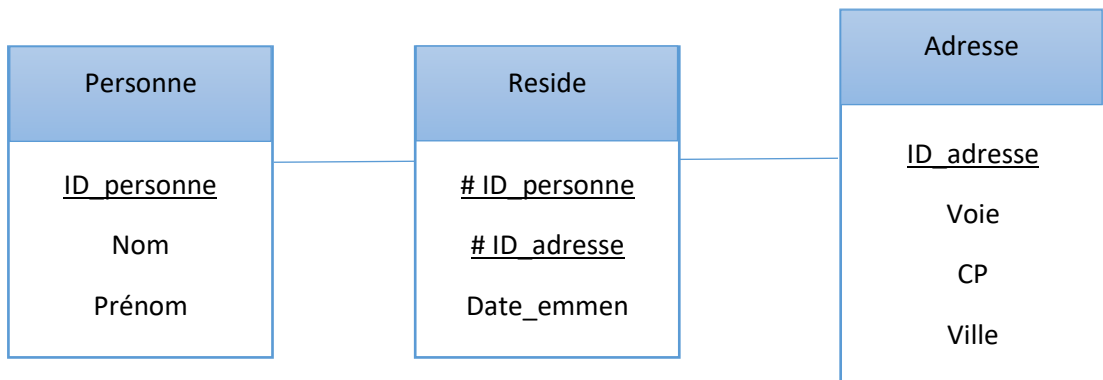 Personne
ID_personne
Nom
Prénom
Reside
# ID_personne
# ID_adresse
Date_emmen
Adresse
ID_adresse
Voie
CP
Ville